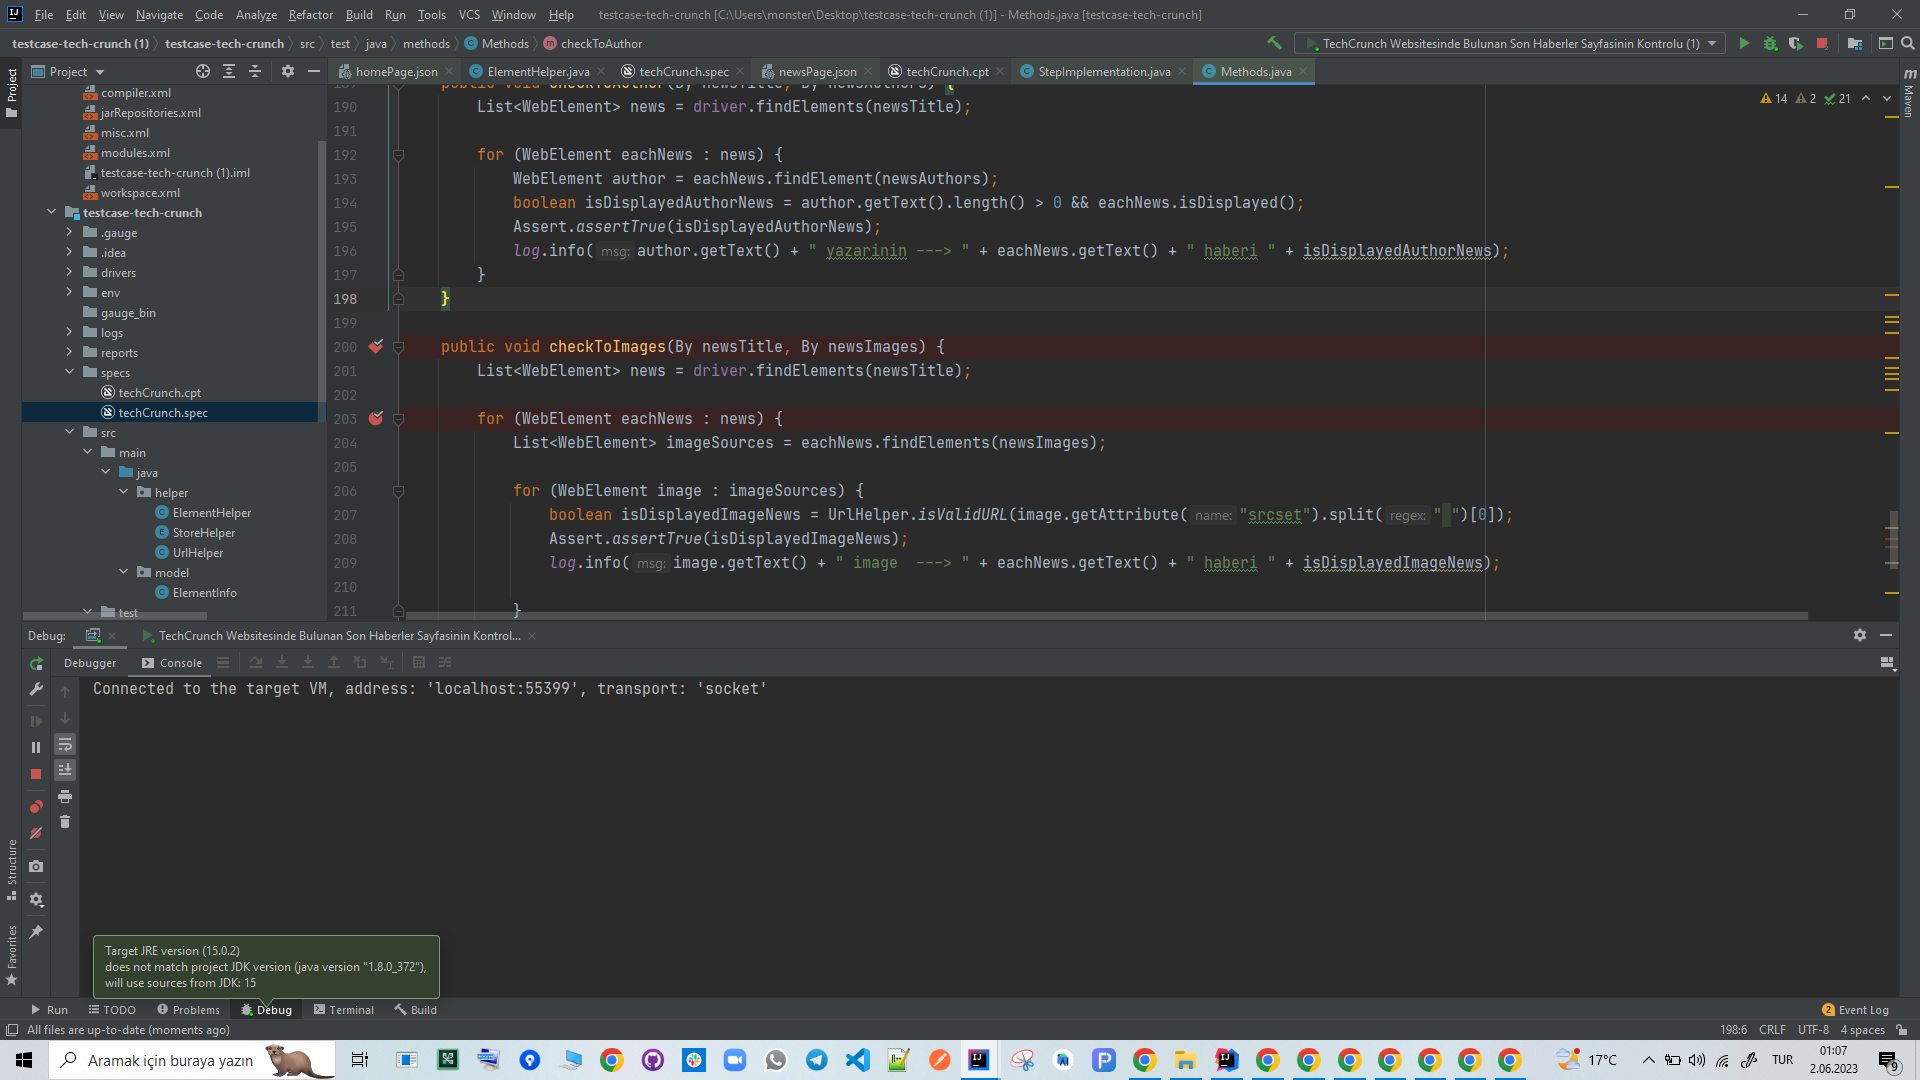 File Edit View Navigate Code Analyze Refactor Build Run Tools VCS Window Help testcase-tech-crunch [C:\Users\monster\Desktop\testcase-tech-crunch (1)] - Methods.java [testcase-tech-crunch]
testcase-tech-crunch (1) testcase-tech-crunch src test java methods Methods checkToAuthor TechCrunch Websitesinde Bulunan Son Haberler Sayfasinin Kontrolu (1)
Project homePage.json ElementHelper.java techCrunch.spec newsPage.json techCrunch.cpt StepImplementation.java Methods.java
Project
Maven
compiler.xml
jarRepositories.xml
misc.xml
modules.xml
testcase-tech-crunch (1).iml
workspace.xml
testcase-tech-crunch
.gauge
.idea
drivers
env
gauge_bin
logs
reports
specs
techCrunch.cpt
techCrunch.spec
src
main
java
helper
ElementHelper
StoreHelper
UrlHelper
model
ElementInfo
test
14 2 21
189 public void checkToAuthor(By newsTitle, By newsAuthors) {
190 List<WebElement> news = driver.findElements(newsTitle);
191
192 for (WebElement eachNews : news) {
193 WebElement author = eachNews.findElement(newsAuthors);
194 boolean isDisplayedAuthorNews = author.getText().length() > 0 && eachNews.isDisplayed();
195 Assert.assertTrue(isDisplayedAuthorNews);
196 log.info( msg: author.getText() + " yazarinin ---> " + eachNews.getText() + " haberi " + isDisplayedAuthorNews);
197 }
198 }
199
200 public void checkToImages(By newsTitle, By newsImages) {
201 List<WebElement> news = driver.findElements(newsTitle);
202
203 for (WebElement eachNews : news) {
204 List<WebElement> imageSources = eachNews.findElements(newsImages);
205
206 for (WebElement image : imageSources) {
207 boolean isDisplayedImageNews = UrlHelper.isValidURL(image.getAttribute( name: "srcset").split( regex: " ")[0]);
208 Assert.assertTrue(isDisplayedImageNews);
209 log.info( msg: image.getText() + " image  ---> " + eachNews.getText() + " haberi " + isDisplayedImageNews);
210
211 }
Debug: TechCrunch Websitesinde Bulunan Son Haberler Sayfasinin Kontrol...
Debugger Console
Connected to the target VM, address: 'localhost:55399', transport: 'socket'
Structure
Favorites
Target JRE version (15.0.2)
does not match project JDK version (java version "1.8.0_372"),
will use sources from JDK: 15
Run TODO Problems Debug Terminal Build 2 Event Log
All files are up-to-date (moments ago) 198:6 CRLF UTF-8 4 spaces
Aramak için buraya yazın 17°C TUR 01:07
2.06.2023 9